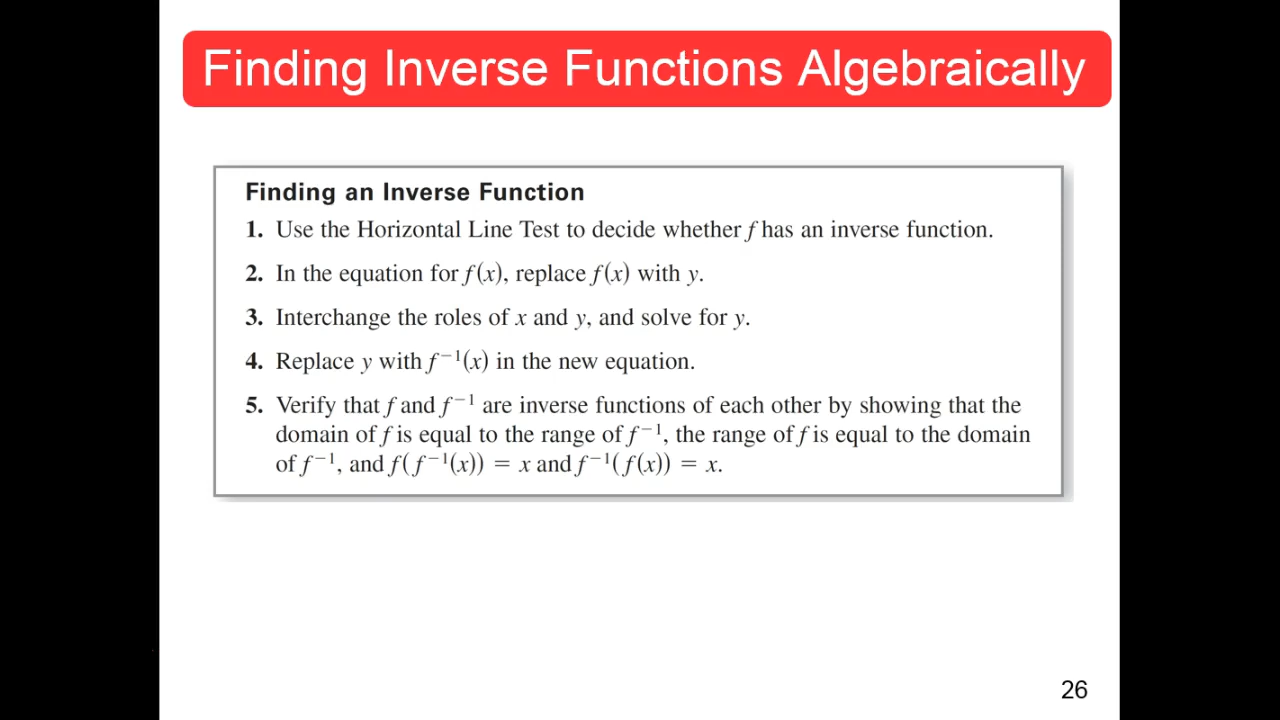 Finding Inverse Functions Algebraically
Finding an Inverse Function
1. Use the Horizontal Line Test to decide whether f has an inverse function.
2. In the equation for f(x), replace f(x) with y.
3. Interchange the roles of x and y, and solve for y.
4. Replace y with f⁻¹(x) in the new equation.
5. Verify that f and f⁻¹ are inverse functions of each other by showing that the
domain of f is equal to the range of f⁻¹, the range of f is equal to the domain
of f⁻¹, and f(f⁻¹(x)) = x and f⁻¹(f(x)) = x.
26